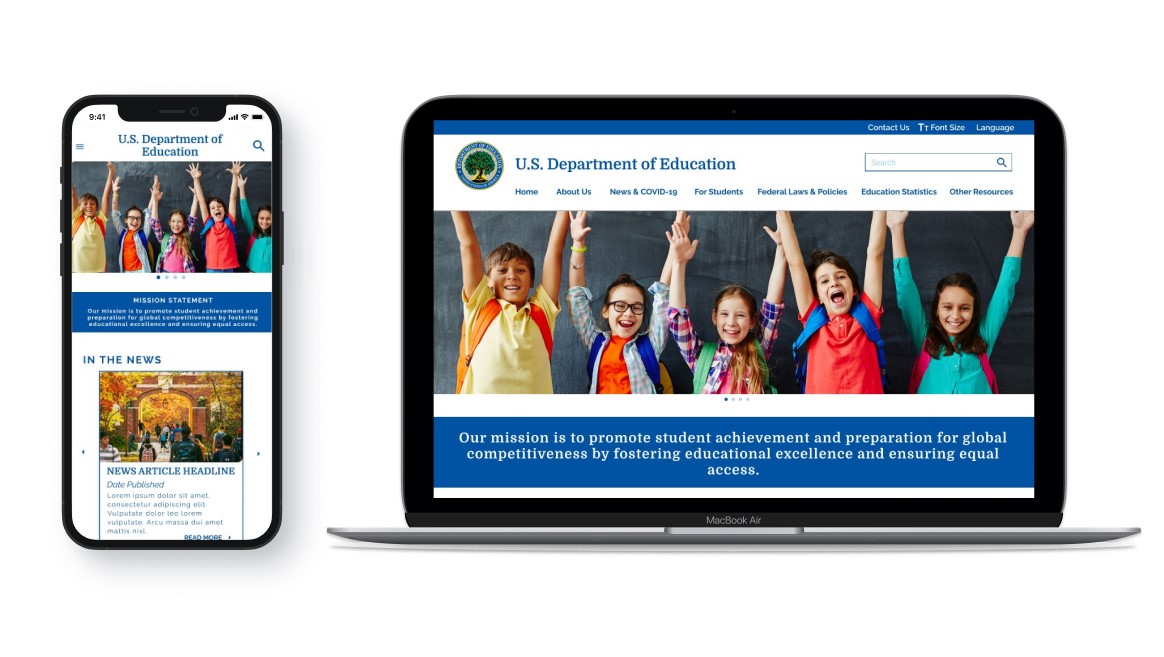 9:41
U.S. Department of
Education
MISSION STATEMENT
Our mission is to promote student achievement and
preparation for global competitiveness by fostering
educational excellence and ensuring equal access.
IN THE NEWS
NEWS ARTICLE HEADLINE
Date Published
Lorem ipsum dolor sit amet,
consectetur adipiscing elit.
Vulputate dolor leo lorem
vulputate. Arcu massa dui amet
mattis nisl.
READ MORE
Contact Us TT Font Size Language
U.S. Department of Education
Search
Home About Us News & COVID-19 For Students Federal Laws & Policies Education Statistics Other Resources
Our mission is to promote student achievement and preparation for global
competitiveness by fostering educational excellence and ensuring equal
access.
MacBook Air